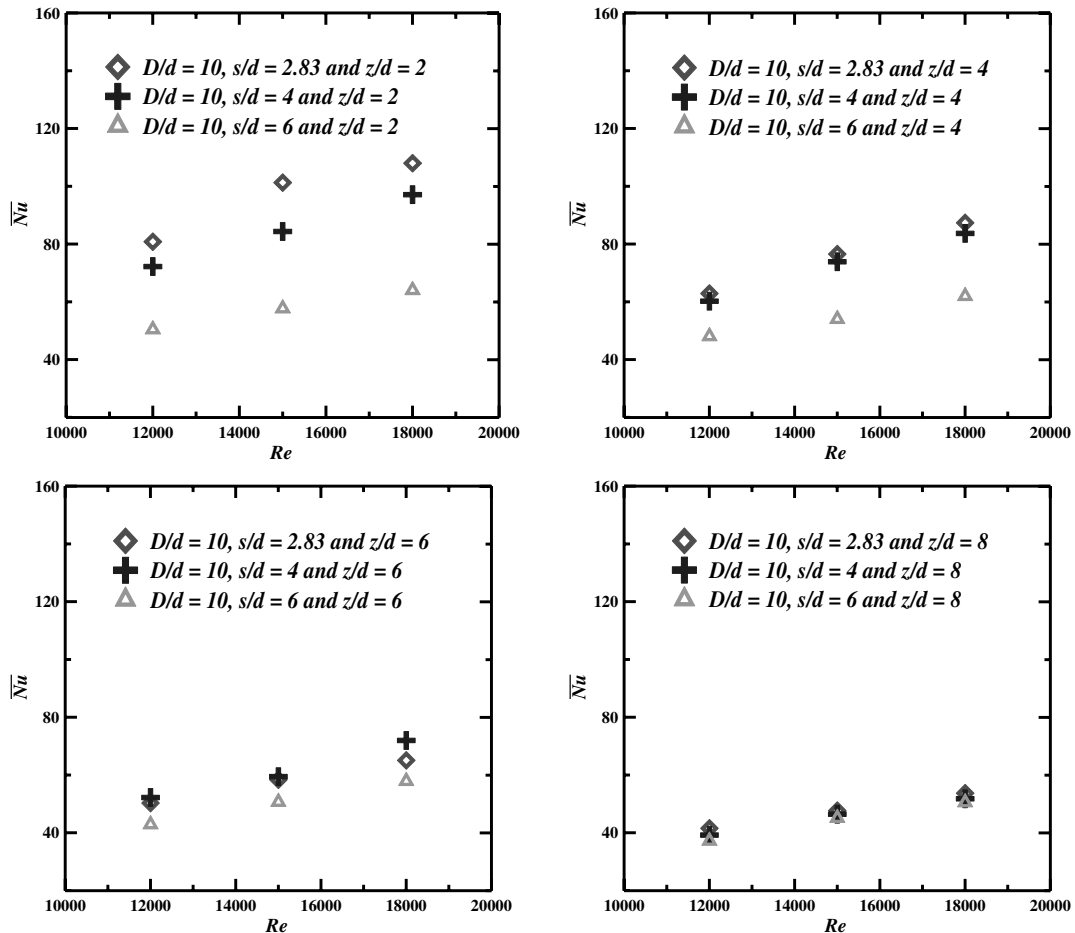 160
120
80
40
Nu
D/d = 10, s/d = 2.83 and z/d = 2
D/d = 10, s/d = 4 and z/d = 2
D/d = 10, s/d = 6 and z/d = 2
10000 12000 14000 16000 18000 20000
Re
160
120
80
40
Nu
D/d = 10, s/d = 2.83 and z/d = 4
D/d = 10, s/d = 4 and z/d = 4
D/d = 10, s/d = 6 and z/d = 4
10000 12000 14000 16000 18000 20000
Re
160
120
80
40
Nu
D/d = 10, s/d = 2.83 and z/d = 6
D/d = 10, s/d = 4 and z/d = 6
D/d = 10, s/d = 6 and z/d = 6
10000 12000 14000 16000 18000 20000
Re
160
120
80
40
Nu
D/d = 10, s/d = 2.83 and z/d = 8
D/d = 10, s/d = 4 and z/d = 8
D/d = 10, s/d = 6 and z/d = 8
10000 12000 14000 16000 18000 20000
Re